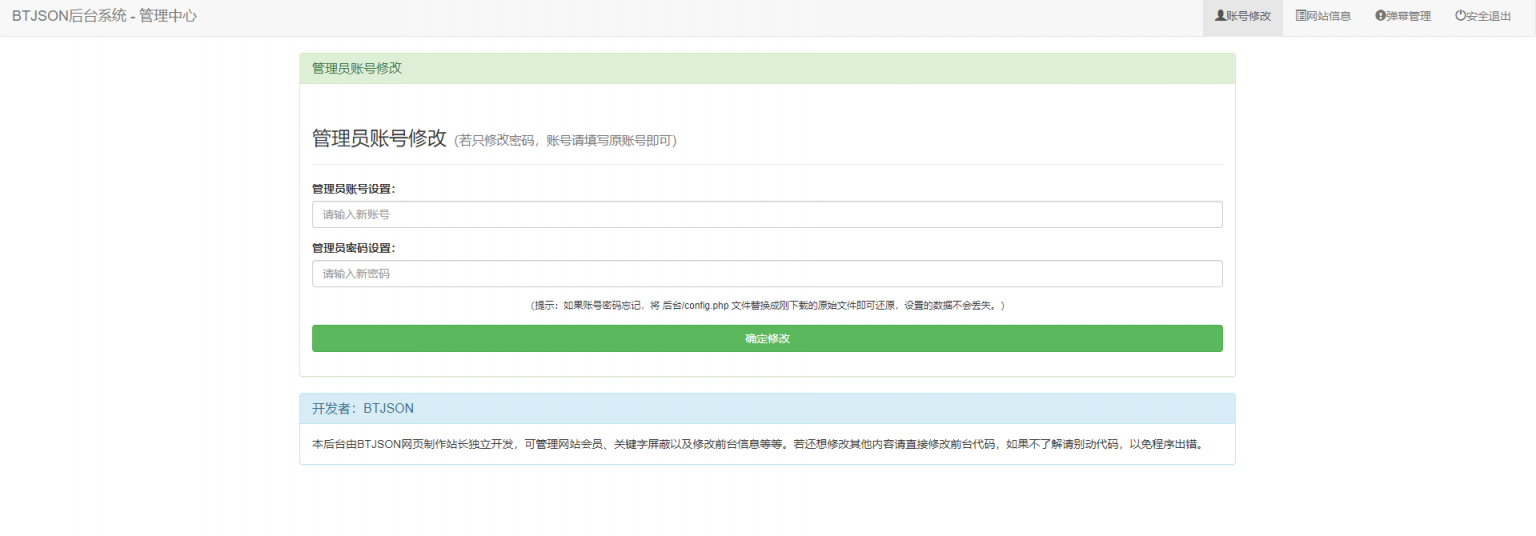 BTJSON后台系统 - 管理中心
账号修改
网站信息
弹幕管理
安全退出
管理员账号修改
管理员账号修改 (若只修改密码，账号请填写原账号即可)
管理员账号设置：
请输入新账号
管理员密码设置：
请输入新密码
（提示：如果账号密码忘记，将 后台/config.php 文件替换成刚下载的原始文件即可还原，设置的数据不会丢失。）
确定修改
开发者：BTJSON
本后台由BTJSON网页制作站长独立开发，可管理网站会员、关键字屏蔽以及修改前台信息等等。若还想修改其他内容请直接修改前台代码，如果不了解请别动代码，以免程序出错。